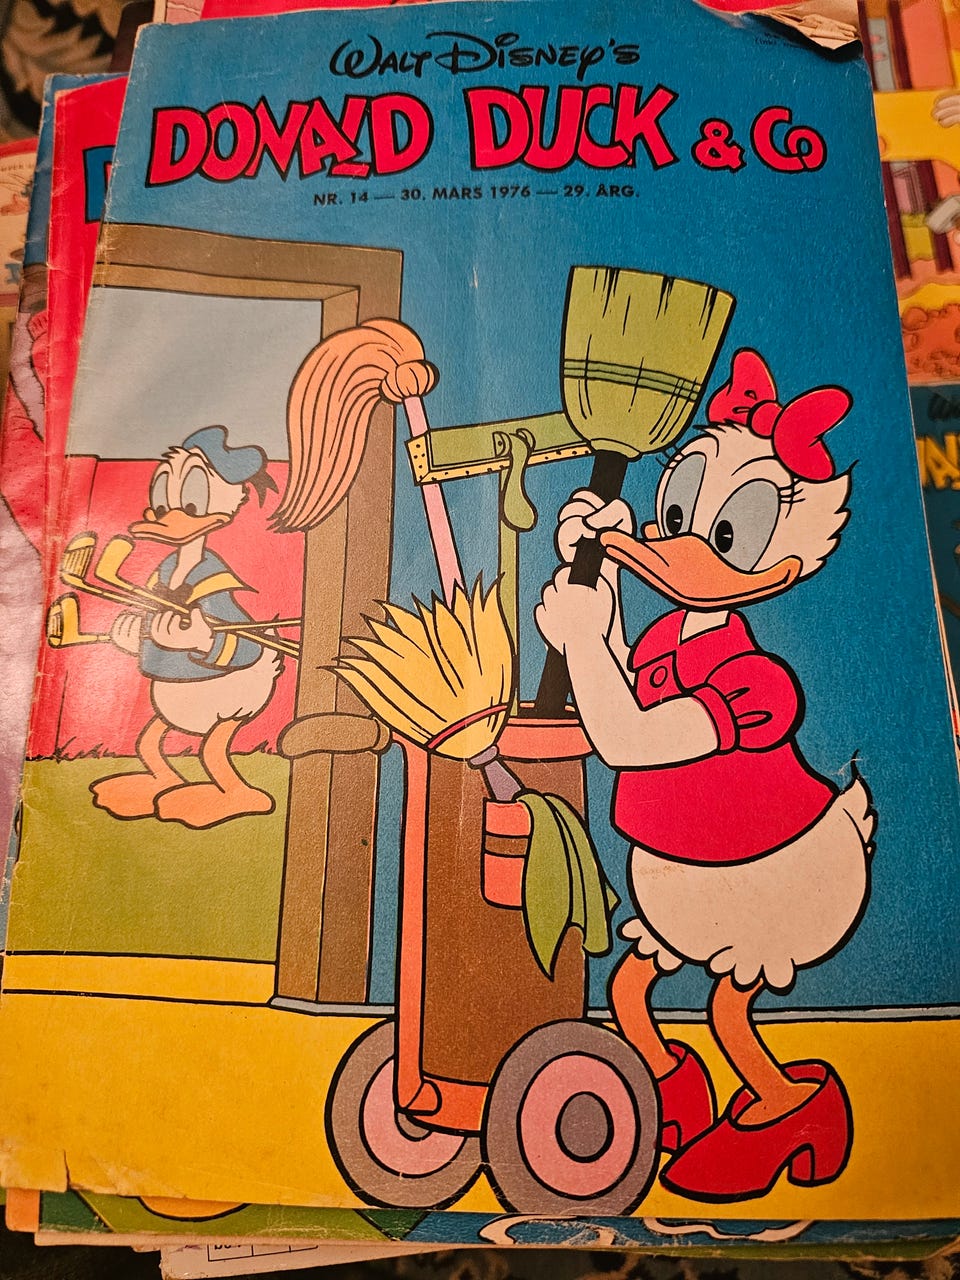 WALT DISNEY'S
DONALD DUCK & CO
NR. 14 — 30. MARS 1976 — 29. ÅRG.